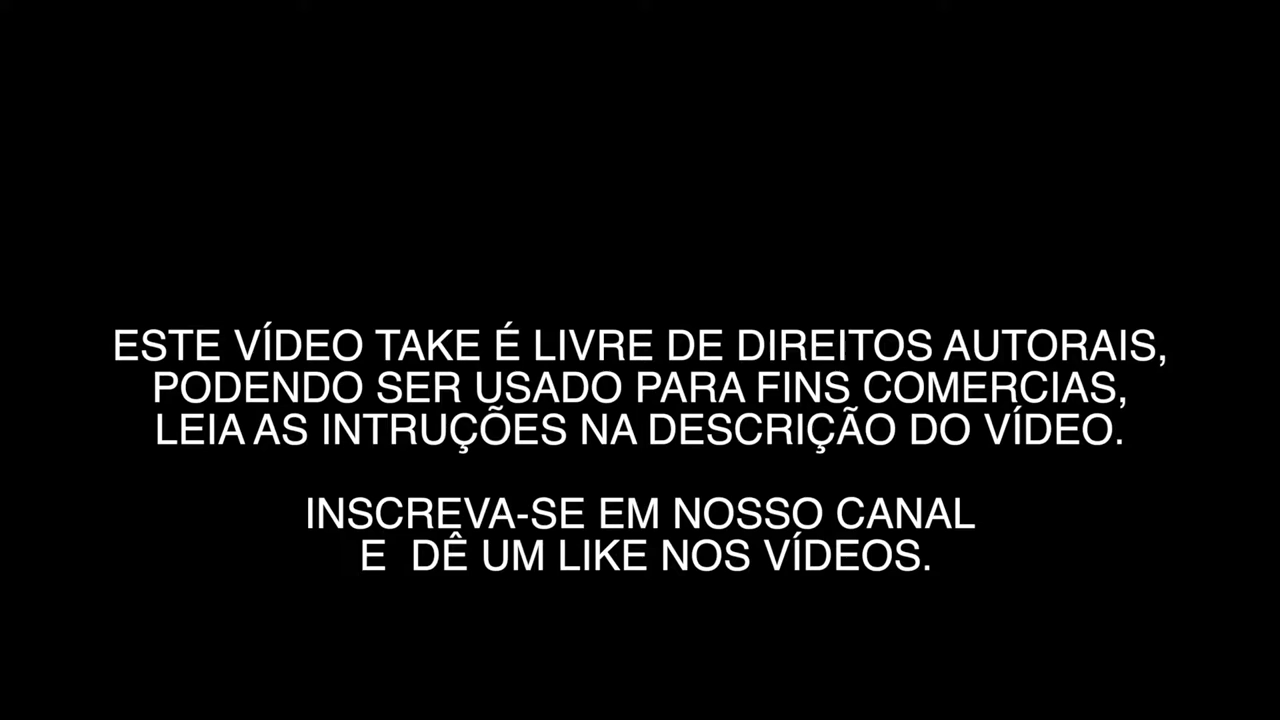 ESTE VÍDEO TAKE É LIVRE DE DIREITOS AUTORAIS,
PODENDO SER USADO PARA FINS COMERCIAS,
LEIA AS INTRUÇÕES NA DESCRIÇÃO DO VÍDEO.
INSCREVA-SE EM NOSSO CANAL
E  DÊ UM LIKE NOS VÍDEOS.